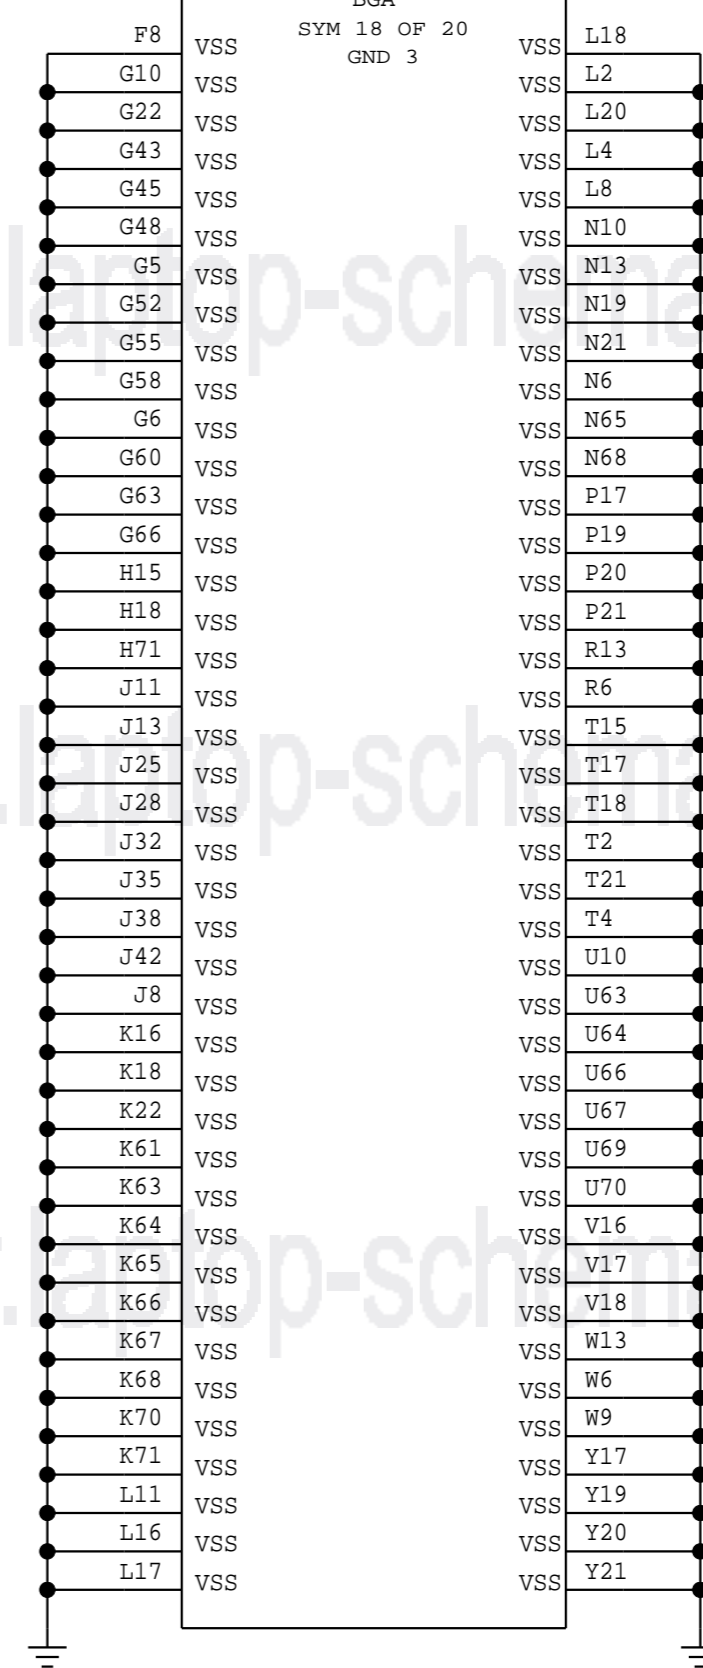 BGA
SYM 18 OF 20
GND 3
F8 VSS VSS L18
G10 VSS VSS L2
G22 VSS VSS L20
G43 VSS VSS L4
G45 VSS VSS L8
G48 VSS VSS N10
G5 VSS VSS N13
G52 VSS VSS N19
G55 VSS VSS N21
G58 VSS VSS N6
G6 VSS VSS N65
G60 VSS VSS N68
G63 VSS VSS P17
G66 VSS VSS P19
H15 VSS VSS P20
H18 VSS VSS P21
H71 VSS VSS R13
J11 VSS VSS R6
J13 VSS VSS T15
J25 VSS VSS T17
J28 VSS VSS T18
J32 VSS VSS T2
J35 VSS VSS T21
J38 VSS VSS T4
J42 VSS VSS U10
J8 VSS VSS U63
K16 VSS VSS U64
K18 VSS VSS U66
K22 VSS VSS U67
K61 VSS VSS U69
K63 VSS VSS U70
K64 VSS VSS V16
K65 VSS VSS V17
K66 VSS VSS V18
K67 VSS VSS W13
K68 VSS VSS W6
K70 VSS VSS W9
K71 VSS VSS Y17
L11 VSS VSS Y19
L16 VSS VSS Y20
L17 VSS VSS Y21
.laptop-schema
.laptop-schema
.laptop-schema